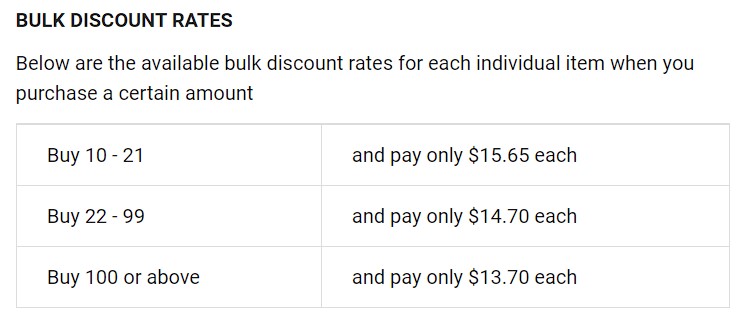 BULK DISCOUNT RATES
Below are the available bulk discount rates for each individual item when you
purchase a certain amount
Buy 10 - 21 and pay only $15.65 each
Buy 22 - 99 and pay only $14.70 each
Buy 100 or above and pay only $13.70 each